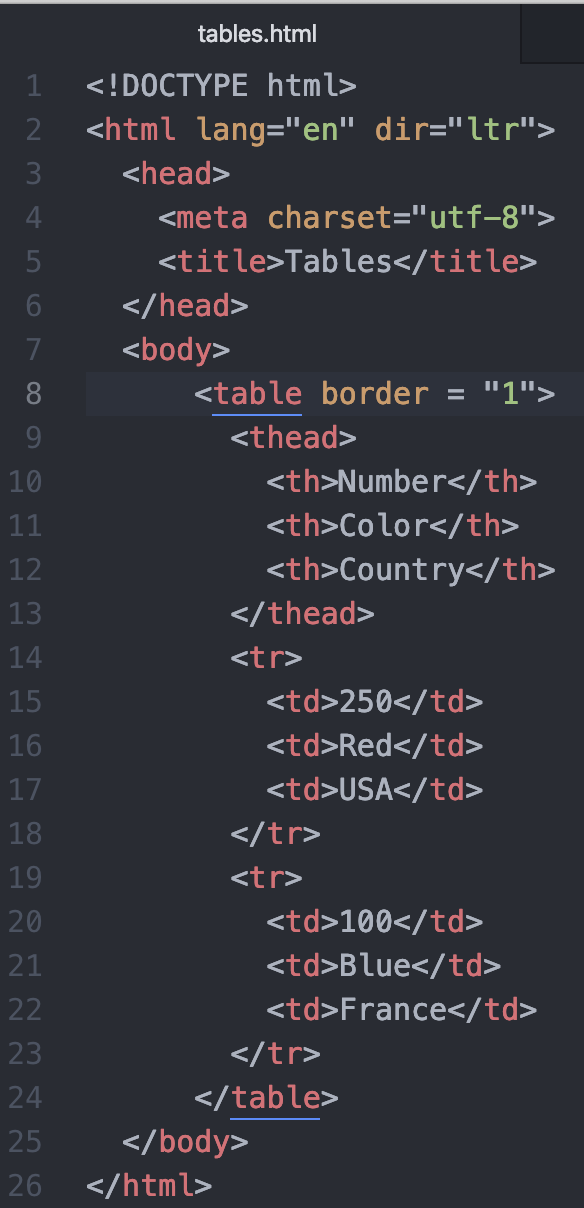 tables.html
1 <!DOCTYPE html>
2 <html lang="en" dir="ltr">
3 <head>
4 <meta charset="utf-8">
5 <title>Tables</title>
6 </head>
7 <body>
8 <table border = "1">
9 <thead>
10 <th>Number</th>
11 <th>Color</th>
12 <th>Country</th>
13 </thead>
14 <tr>
15 <td>250</td>
16 <td>Red</td>
17 <td>USA</td>
18 </tr>
19 <tr>
20 <td>100</td>
21 <td>Blue</td>
22 <td>France</td>
23 </tr>
24 </table>
25 </body>
26 </html>